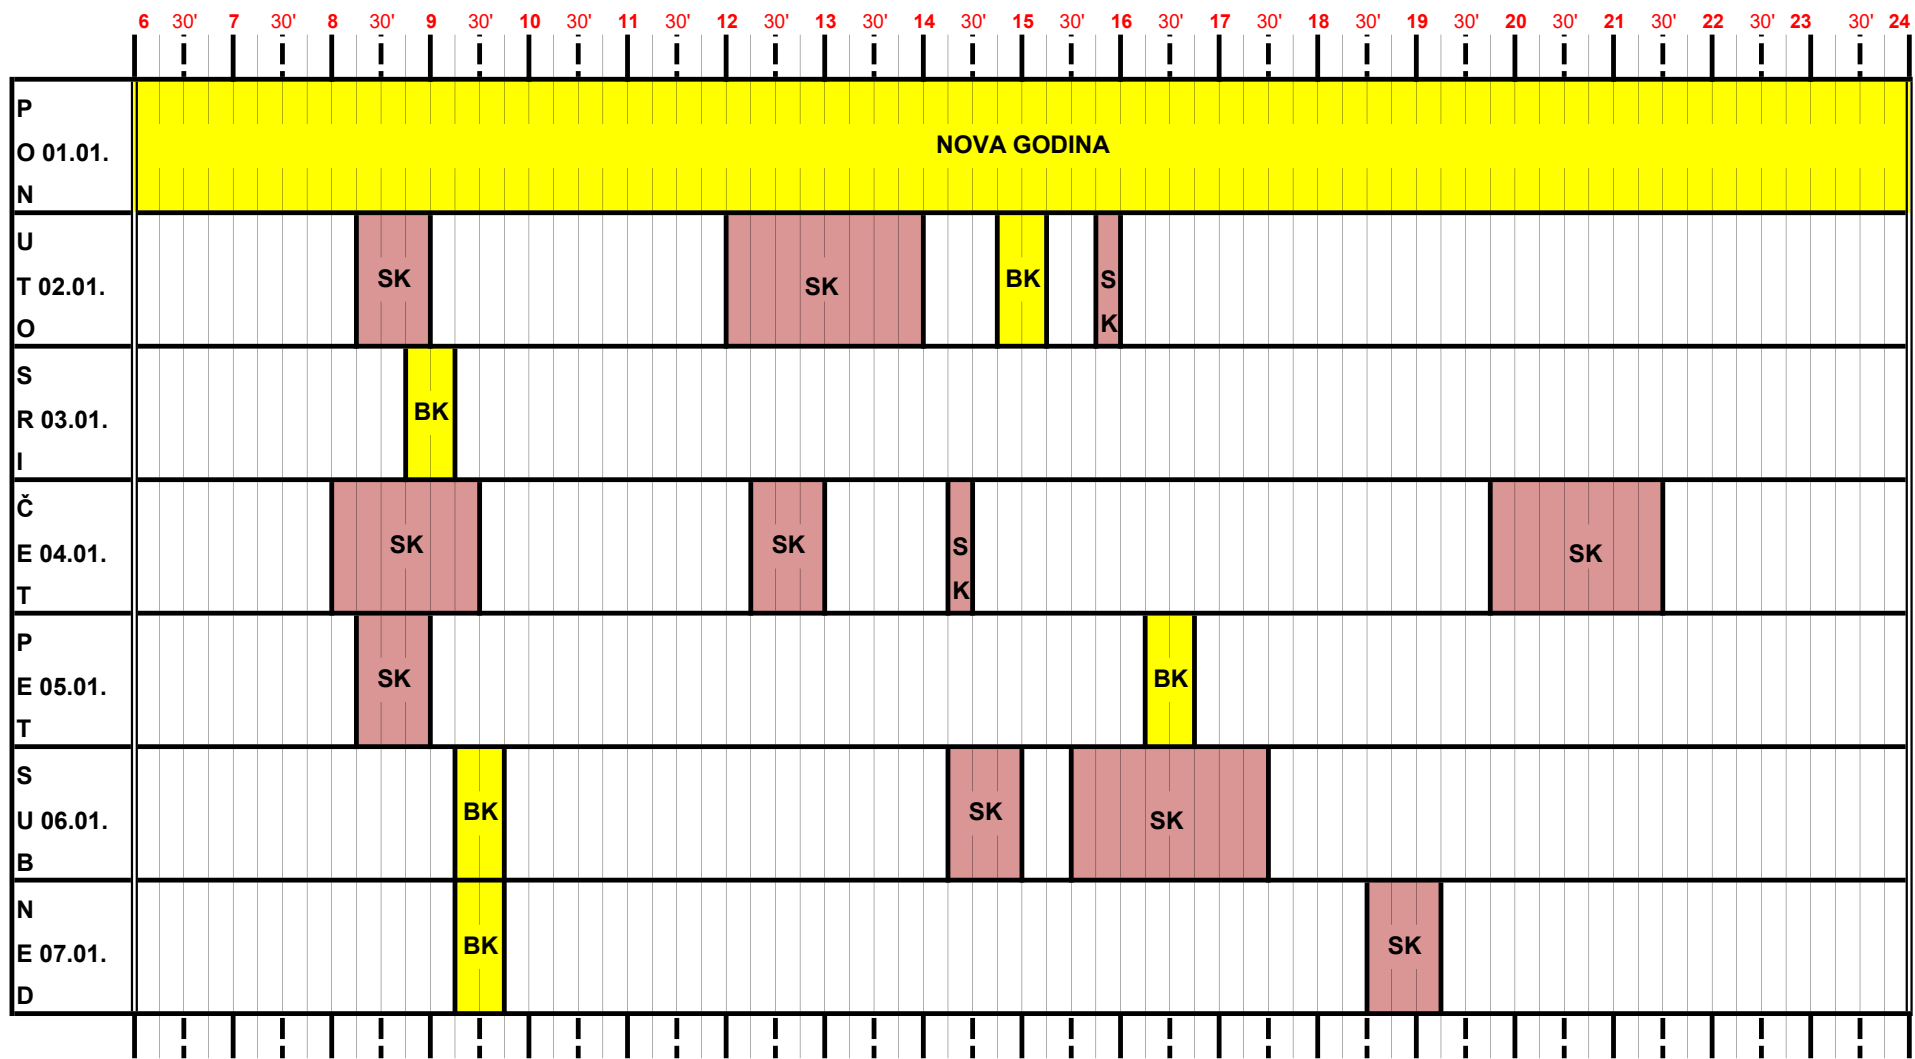 6 30' 7 30' 8 30' 9 30' 10 30' 11 30' 12 30' 13 30' 14 30' 15 30' 16 30' 17 30' 18 30' 19 30' 20 30' 21 30' 22 30' 23 30' 24
P
O 01.01.
N
NOVA GODINA
U
T 02.01.
O
SK
SK
BK
S
K
S
R 03.01.
I
BK
Č
E 04.01.
T
SK
SK
S
K
SK
P
E 05.01.
T
SK
BK
S
U 06.01.
B
BK
SK
SK
N
E 07.01.
D
BK
SK